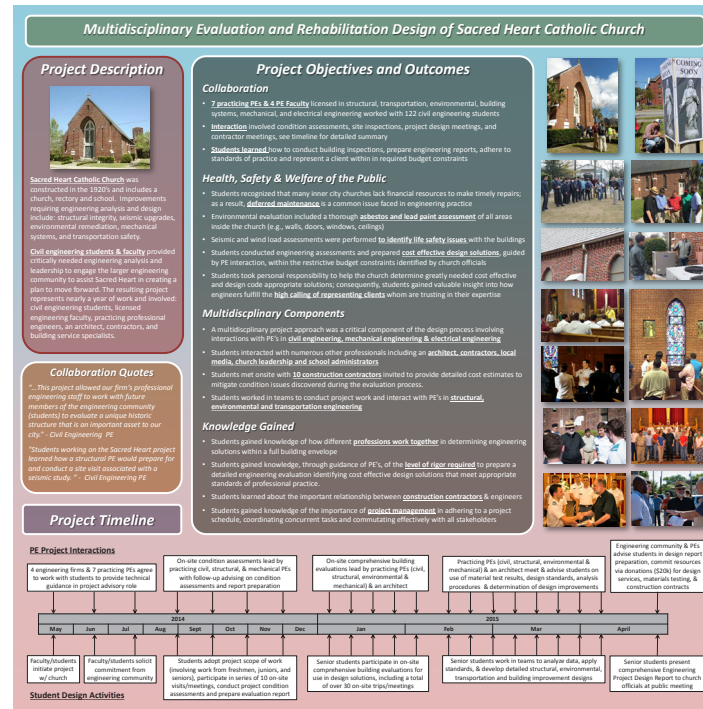 Multidisciplinary Evaluation and Rehabilitation Design of Sacred Heart Catholic Church
Project Description
Sacred Heart Catholic Church was
constructed in the 1920's and includes a
church, rectory and school. Improvements
requiring engineering analysis and design
include: structural integrity, seismic upgrades,
environmental remediation, mechanical
systems, and transportation safety.
Civil engineering students & faculty provided
critically needed engineering analysis and
leadership to engage the larger engineering
community to assist Sacred Heart in creating a
plan to move forward. The resulting project
represents nearly a year of work and involved:
civil engineering students, licensed
engineering faculty, practicing professional
engineers, an architect, contractors, and
building service specialists.
Collaboration Quotes
"...This project allowed our firm's professional
engineering staff to work with future
members of the engineering community
(students) to evaluate a unique historic
structure that is an important asset to our
city." - Civil Engineering PE
"Students working on the Sacred Heart project
learned how a structural PE would prepare for
and conduct a site visit associated with a
seismic study. " - Civil Engineering PE
Project Objectives and Outcomes
Collaboration
• 7 practicing PEs & 4 PE Faculty licensed in structural, transportation, environmental, building
systems, mechanical, and electrical engineering worked with 122 civil engineering students
• Interaction involved condition assessments, site inspections, project design meetings, and
contractor meetings, see timeline for detailed summary
• Students learned how to conduct building inspections, prepare engineering reports, adhere to
standards of practice and represent a client within in required budget constraints
Health, Safety & Welfare of the Public
• Students recognized that many inner city churches lack financial resources to make timely repairs;
as a result, deferred maintenance is a common issue faced in engineering practice
• Environmental evaluation included a thorough asbestos and lead paint assessment of all areas
inside the church (e.g., walls, doors, windows, ceilings)
• Seismic and wind load assessments were performed to identify life safety issues with the buildings
• Students conducted engineering assessments and prepared cost effective design solutions, guided
by PE interaction, within the restrictive budget constraints identified by church officials
• Students took personal responsibility to help the church determine greatly needed cost effective
and design code appropriate solutions; consequently, students gained valuable insight into how
engineers fulfill the high calling of representing clients whom are trusting in their expertise
Multidisciplinary Components
• A multidiscplinary project approach was a critical component of the design process involving
interactions with PE's in civil engineering, mechanical engineering & electrical engineering
• Students interacted with numerous other professionals including an architect, contractors, local
media, church leadership and school administrators
• Students met onsite with 10 construction contractors invited to provide detailed cost estimates to
mitigate condition issues discovered during the evaluation process.
• Students worked in teams to conduct project work and interact with PE's in structural,
environmental and transportation engineering
Knowledge Gained
• Students gained knowledge of how different professions work together in determining engineering
solutions within a full building envelope
• Students gained knowledge, through guidance of PE's, of the level of rigor required to prepare a
detailed engineering evaluation identifying cost effective design solutions that meet appropriate
standards of professional practice.
• Students learned about the important relationship between construction contractors & engineers
• Students gained knowledge of the importance of project management in adhering to a project
schedule, coordinating concurrent tasks and commutating effectively with all stakeholders
COMING
SOON
Project Timeline
PE Project Interactions
4 engineering firms & 7 practicing PEs agree
to work with students to provide technical
guidance in project advisory role
On-site condition assessments lead by
practicing civil, structural, & mechanical PEs
with follow-up advising on condition
assessments and report preparation
On-site comprehensive building
evaluations lead by PEs (civil,
structural, environmental &
mechanical) & an architect
Practicing PEs (civil, structural, environmental &
mechanical) & an architect meet & advise students on
use of material test results, design standards, analysis
procedures & determination of design improvements
Engineering community & PEs
advise students in design report
preparation, commit resources
via donations ($20k) for design
services, materials testing, &
construction contracts
2014 2015
May Jun Jul Aug Sept Oct Nov Dec Jan Feb Mar April
Faculty/students
initiate project
w/ church
Faculty/students solicit
commitment from
engineering community
Students adopt project scope of work
(involving work from freshmen, juniors, and
seniors), participate in series of 10 on-site
visits/meetings, conduct project condition
assessments and prepare evaluation report
Senior students participate in on-site
comprehensive building evaluations for
use in design solutions, including a total
of over 30 on-site trips/meetings
Senior students work in teams to analyze data, apply
standards, & develop detailed structural, environmental,
transportation and building improvement designs
Senior students present
comprehensive Engineering
Project Design Report to church
officials at public meeting
Student Design Activities